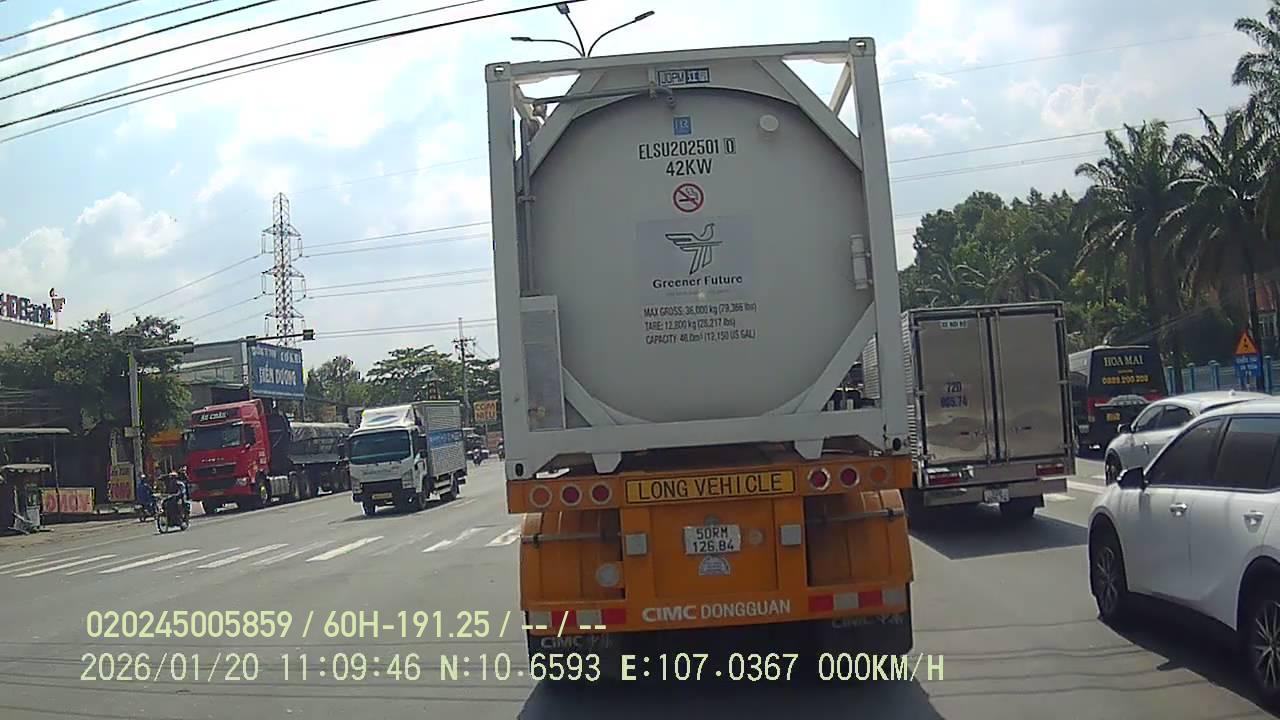 HDBank
ELSU202501 0
42KW
Greener Future
MAX GROSS: 36,000 kg (79,366 lbs)
TARE: 12,800 kg (28,217 lbs)
CAPACITY: 46.0m³ (12,150 US GAL)
HOA MAI
72D
LONG VEHICLE
50RM
126.84
CIMC DONGGUAN
CIMC
020245005859 / 60H-191.25 / -- / --
2026/01/20 11:09:46 N:10.6593 E:107.0367 000KM/H